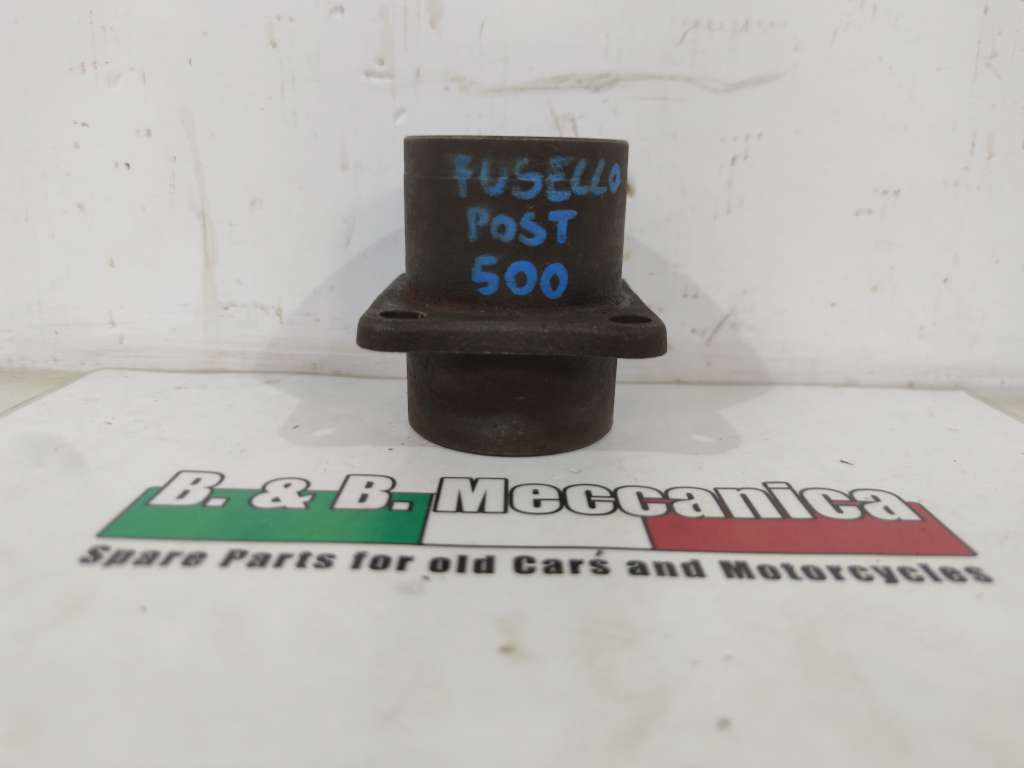 FUSELLO
POST
500
B. & B. Meccanica
Spare Parts for old Cars and Motorcycles